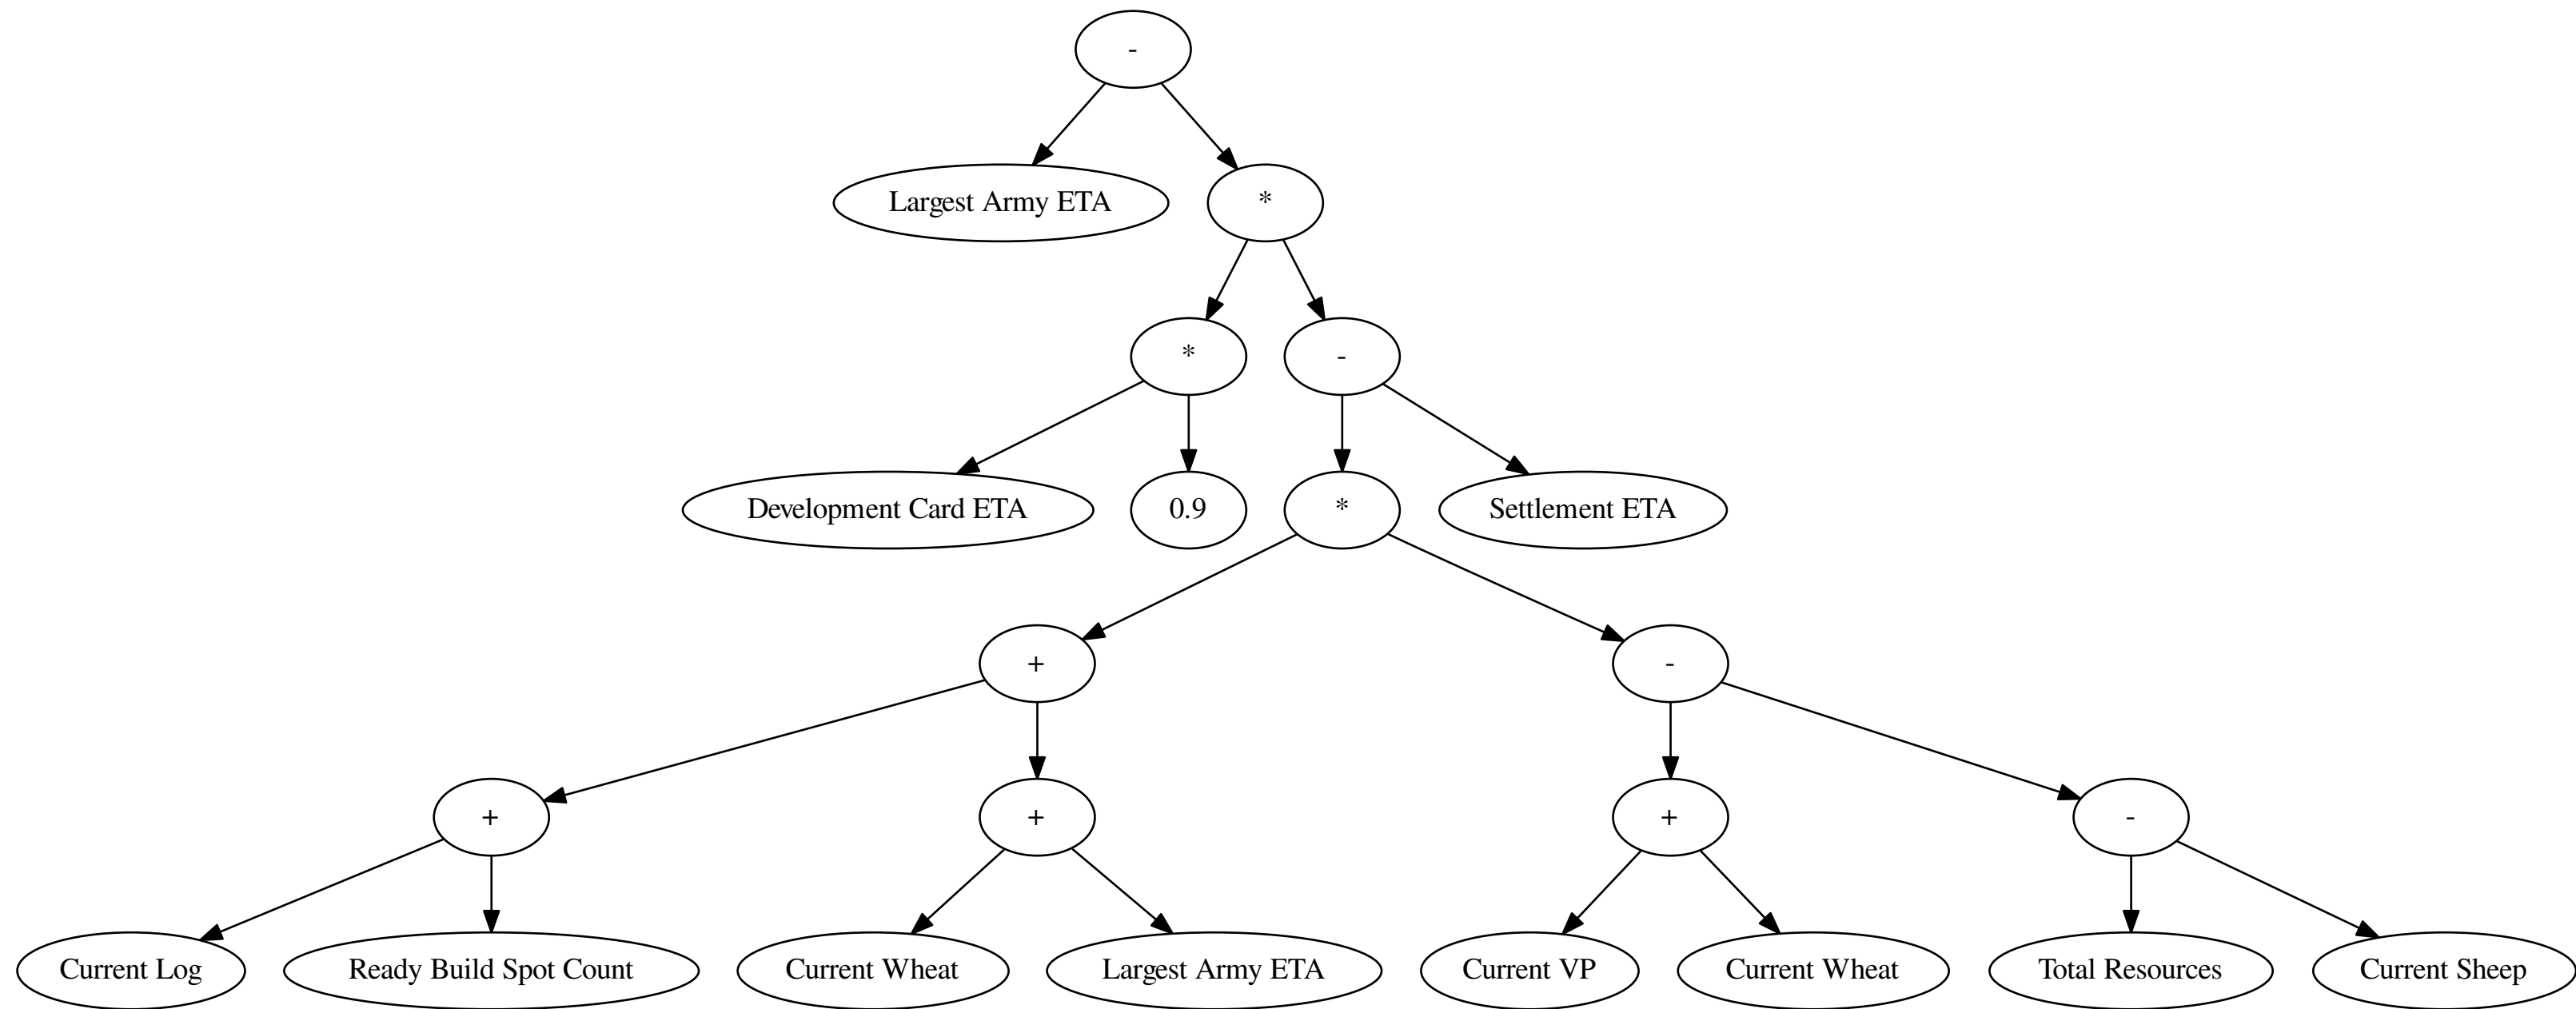 -
Largest Army ETA
*
*
-
Development Card ETA
0.9
*
Settlement ETA
+
-
+
+
+
-
Current Log
Ready Build Spot Count
Current Wheat
Largest Army ETA
Current VP
Current Wheat
Total Resources
Current Sheep